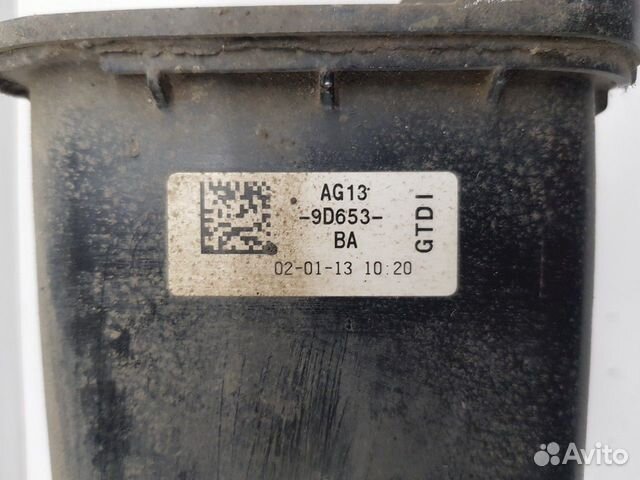 AG13
-9D653-
BA
GTDI
02-01-13 10:20
Avito